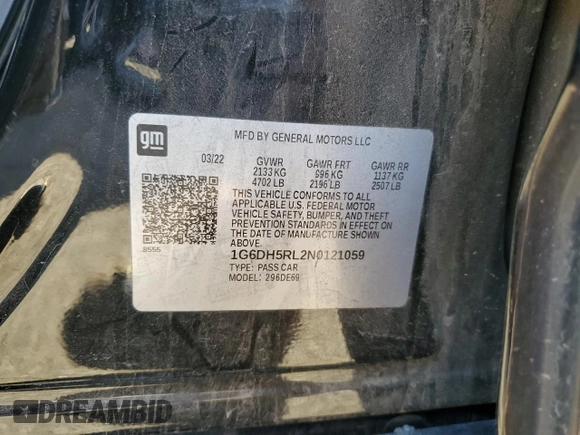 gm
MFD BY GENERAL MOTORS LLC
03/22 GVWR GAWR FRT GAWR RR
2133 KG 996 KG 1137 KG
4702 LB 2196 LB 2507 LB
THIS VEHICLE CONFORMS TO ALL
APPLICABLE U.S. FEDERAL MOTOR
VEHICLE SAFETY, BUMPER, AND THEFT
PREVENTION STANDARDS IN EFFECT ON
THE DATE OF MANUFACTURE SHOWN
ABOVE.
8555
1G6DH5RL2N0121059
TYPE: PASS CAR
MODEL: 296DE69
DREAMBID